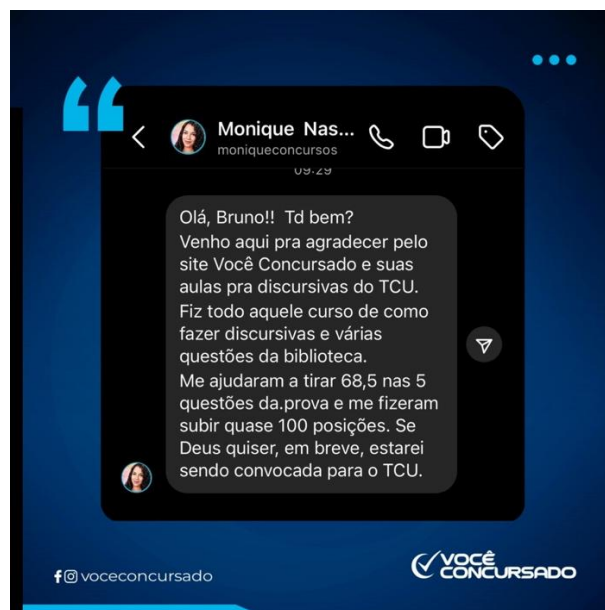 Monique Nas...
moniqueconcursos
09:29
Olá, Bruno!! Td bem?
Venho aqui pra agradecer pelo
site Você Concursado e suas
aulas pra discursivas do TCU.
Fiz todo aquele curso de como
fazer discursivas e várias
questões da biblioteca.
Me ajudaram a tirar 68,5 nas 5
questões da.prova e me fizeram
subir quase 100 posições. Se
Deus quiser, em breve, estarei
sendo convocada para o TCU.
voceconcursado
VOCÊ
CONCURSADO